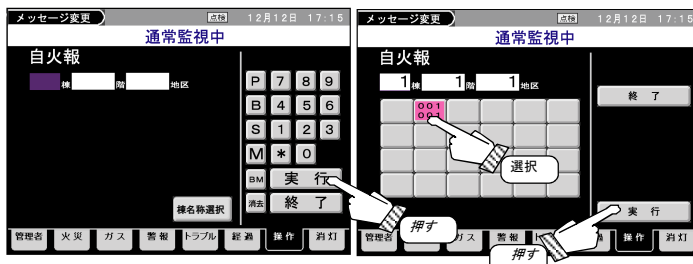 メッセージ変更 点検 12月12日 17:15
通常監視中
自火報
棟 階 地区
P 7 8 9
B 4 5 6
S 1 2 3
M * 0
BM 実 行
棟名称選択 消去 終 了
押す
管理者 火 災 ガ ス 警 報 トラブル 経 過 操 作 消 灯
メッセージ変更 点検 12月12日 17:15
通常監視中
自火報
1 棟 1 階 1 地区
001
001
終 了
選択
実 行
管理者 ガ ス 警 報 操 作 消 灯
押す